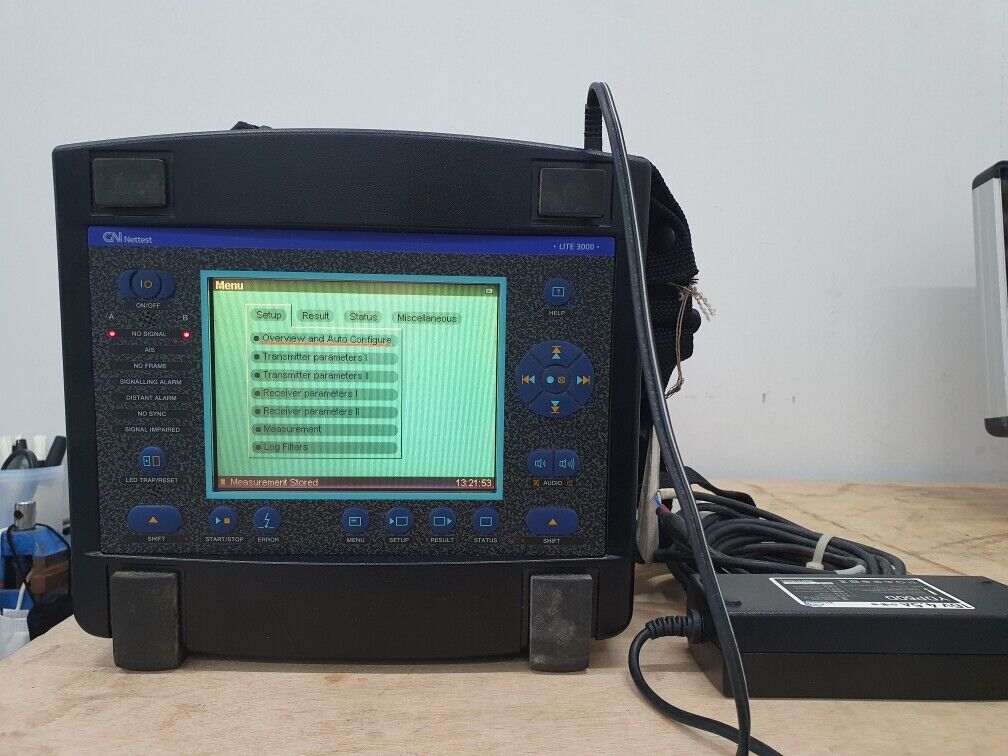 GN Nettest
• LITE 3000 •
I O
ON/OFF
A B
NO SIGNAL
AIS
NO FRAME
SIGNALLING ALARM
DISTANT ALARM
NO SYNC
SIGNAL IMPAIRED
LED TRAP/RESET
SHIFT
START/STOP
ERROR
Menu
Setup Result Status Miscellaneous
Overview and Auto Configure
Transmitter parameters I
Transmitter parameters II
Receiver parameters I
Receiver parameters II
Measurement
Log Filters
Measurement Stored 13:21:53
MENU
SETUP
RESULT
STATUS
?
HELP
AUDIO
SHIFT